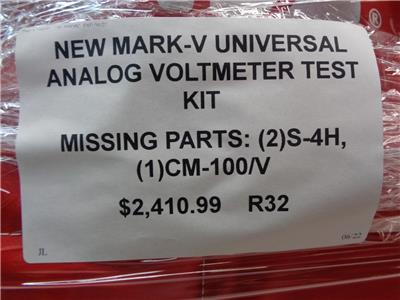 NEW MARK-V UNIVERSAL
ANALOG VOLTMETER TEST
KIT
MISSING PARTS: (2)S-4H,
(1)CM-100/V
$2,410.99 R32
JL 06/22